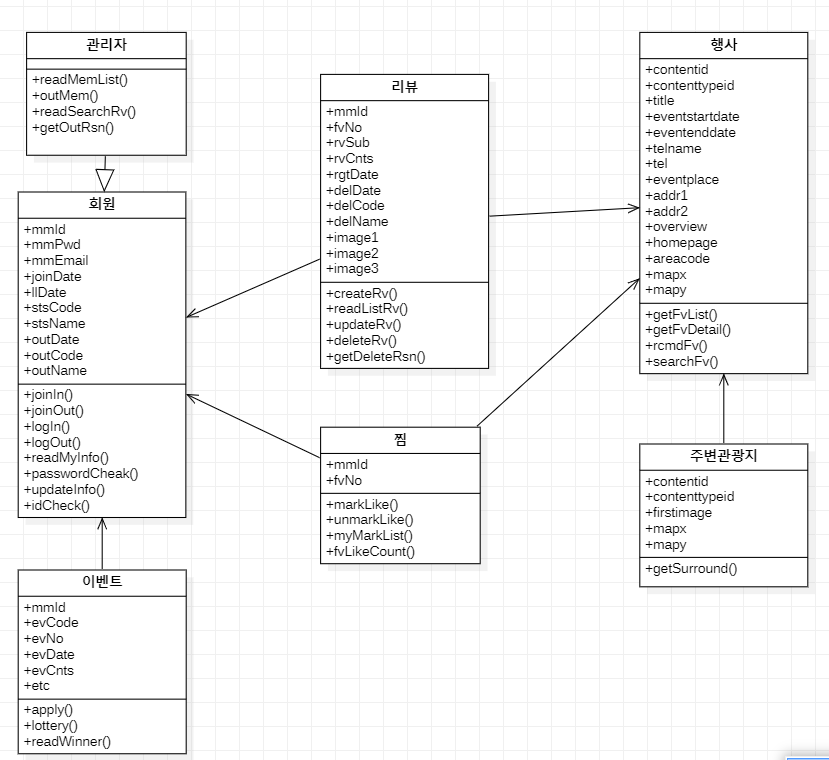 관리자
+readMemList()
+outMem()
+readSearchRv()
+getOutRsn()
회원
+mmId
+mmPwd
+mmEmail
+joinDate
+llDate
+stsCode
+stsName
+outDate
+outCode
+outName
+joinIn()
+joinOut()
+logIn()
+logOut()
+readMyInfo()
+passwordCheak()
+updateInfo()
+idCheck()
이벤트
+mmId
+evCode
+evNo
+evDate
+evCnts
+etc
+apply()
+lottery()
+readWinner()
리뷰
+mmId
+fvNo
+rvSub
+rvCnts
+rgtDate
+delDate
+delCode
+delName
+image1
+image2
+image3
+createRv()
+readListRv()
+updateRv()
+deleteRv()
+getDeleteRsn()
찜
+mmId
+fvNo
+markLike()
+unmarkLike()
+myMarkList()
+fvLikeCount()
행사
+contentid
+contenttypeid
+title
+eventstartdate
+eventenddate
+telname
+tel
+eventplace
+addr1
+addr2
+overview
+homepage
+areacode
+mapx
+mapy
+getFvList()
+getFvDetail()
+rcmdFv()
+searchFv()
주변관광지
+contentid
+contenttypeid
+firstimage
+mapx
+mapy
+getSurround()